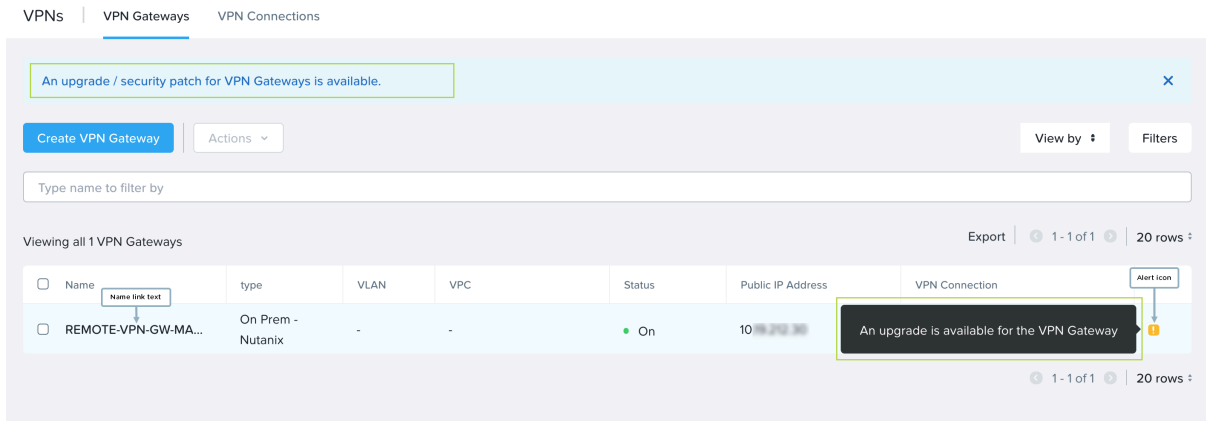 VPNs VPN Gateways VPN Connections
An upgrade / security patch for VPN Gateways is available.
Create VPN Gateway Actions View by Filters
Type name to filter by
Viewing all 1 VPN Gateways Export 1 - 1 of 1 20 rows
Name type VLAN VPC Status Public IP Address VPN Connection Alert icon
Name link text
REMOTE-VPN-GW-MA... On Prem - Nutanix - - On 10 An upgrade is available for the VPN Gateway
1 - 1 of 1 20 rows